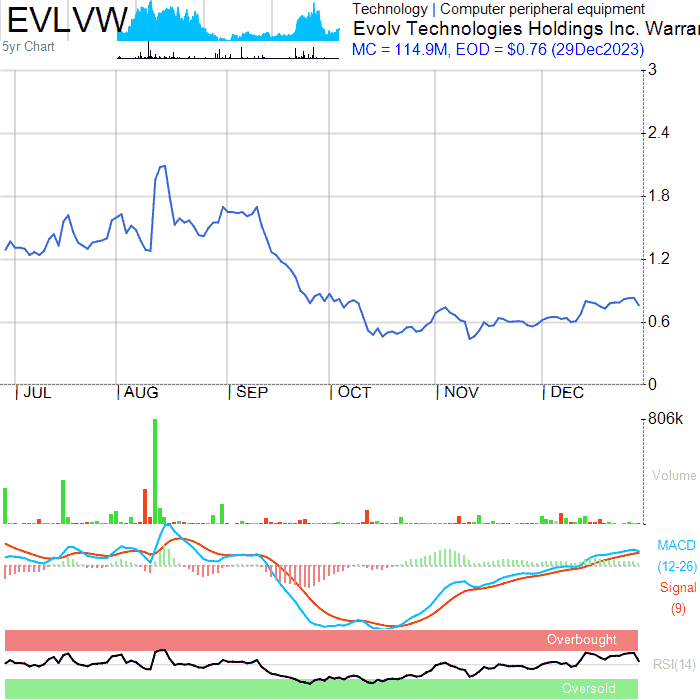 EVLVW
5yr Chart
Technology | Computer peripheral equipment
Evolv Technologies Holdings Inc. Warrar
MC = 114.9M, EOD = $0.76 (29Dec2023)
3
2.4
1.8
1.2
0.6
0
| JUL | AUG | SEP | OCT | NOV | DEC
806k
Volume
MACD
(12-26)
Signal
(9)
Overbought
RSI(14)
Oversold